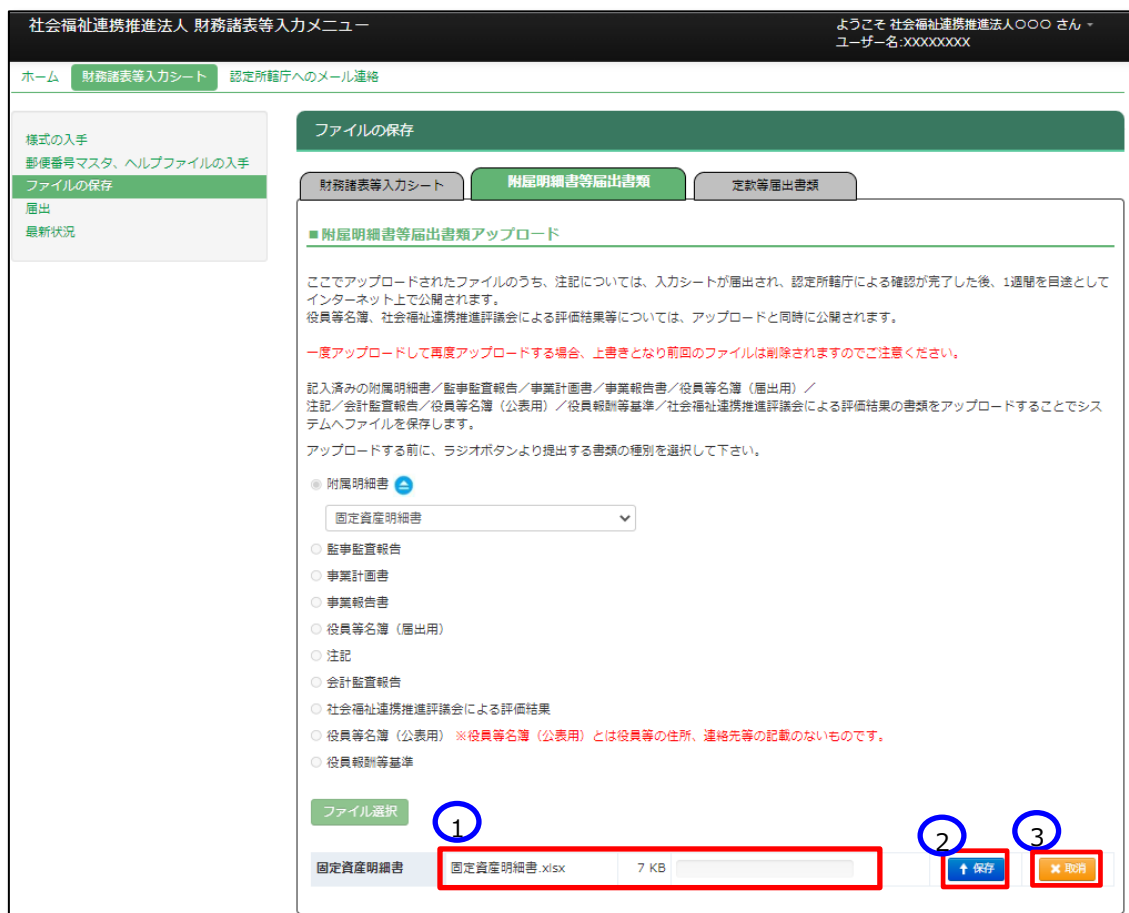 社会福祉連携推進法人 財務諸表等入力メニュー
ようこそ 社会福祉連携推進法人〇〇〇 さん
ユーザー名:XXXXXXXX
ホーム 財務諸表等入力シート 認定所轄庁へのメール連絡
様式の入手
郵便番号マスタ、ヘルプファイルの入手
ファイルの保存
届出
最新状況
ファイルの保存
財務諸表等入力シート 附属明細書等届出書類 定款等届出書類
■附属明細書等届出書類アップロード
ここでアップロードされたファイルのうち、注記については、入力シートが届出され、認定所轄庁による確認が完了した後、1週間を目途として
インターネット上で公開されます。
役員等名簿、社会福祉連携推進評議会による評価結果等については、アップロードと同時に公開されます。
一度アップロードして再度アップロードする場合、上書きとなり前回のファイルは削除されますのでご注意ください。
記入済みの附属明細書／監事監査報告／事業計画書／事業報告書／役員等名簿（届出用）／
注記／会計監査報告／役員等名簿（公表用）／役員報酬等基準／社会福祉連携推進評議会による評価結果の書類をアップロードすることでシス
テムへファイルを保存します。
アップロードする前に、ラジオボタンより提出する書類の種別を選択して下さい。
附属明細書
固定資産明細書
監事監査報告
事業計画書
事業報告書
役員等名簿（届出用）
注記
会計監査報告
社会福祉連携推進評議会による評価結果
役員等名簿（公表用） ※役員等名簿（公表用）とは役員等の住所、連絡先等の記載のないものです。
役員報酬等基準
ファイル選択
1 2 3
固定資産明細書 固定資産明細書.xlsx 7 KB 保存 取消